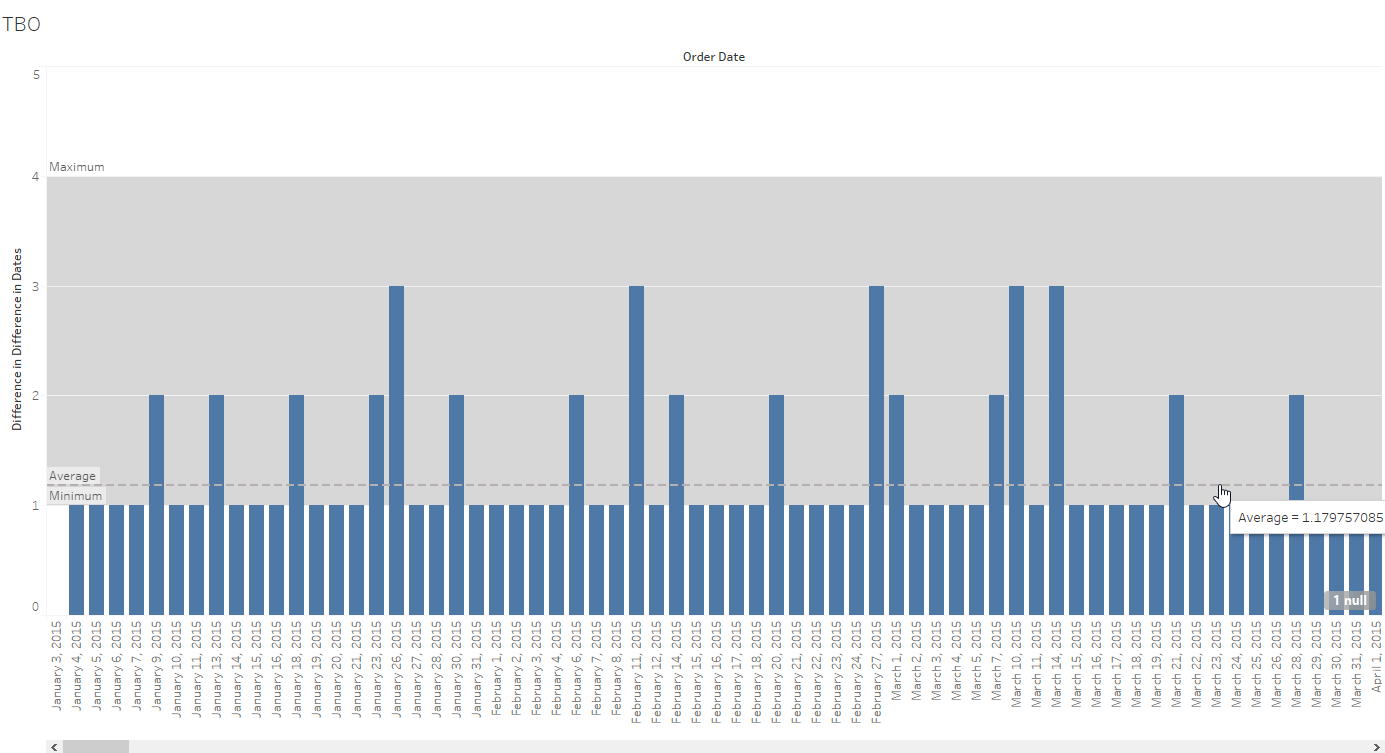 TBO
Order Date
Difference in Difference in Dates
5
Maximum
4
3
2
Average
Minimum
1
Average = 1.179757085
1 null
0
January 3, 2015
January 4, 2015
January 5, 2015
January 6, 2015
January 7, 2015
January 9, 2015
January 10, 2015
January 11, 2015
January 13, 2015
January 14, 2015
January 15, 2015
January 16, 2015
January 18, 2015
January 19, 2015
January 20, 2015
January 21, 2015
January 23, 2015
January 26, 2015
January 27, 2015
January 28, 2015
January 30, 2015
January 31, 2015
February 1, 2015
February 2, 2015
February 3, 2015
February 4, 2015
February 6, 2015
February 7, 2015
February 8, 2015
February 11, 2015
February 12, 2015
February 14, 2015
February 15, 2015
February 16, 2015
February 17, 2015
February 18, 2015
February 20, 2015
February 21, 2015
February 22, 2015
February 23, 2015
February 24, 2015
February 27, 2015
March 1, 2015
March 2, 2015
March 3, 2015
March 4, 2015
March 5, 2015
March 7, 2015
March 10, 2015
March 11, 2015
March 14, 2015
March 15, 2015
March 16, 2015
March 17, 2015
March 18, 2015
March 19, 2015
March 21, 2015
March 22, 2015
March 23, 2015
March 24, 2015
March 25, 2015
March 26, 2015
March 28, 2015
March 29, 2015
March 30, 2015
March 31, 2015
April 1, 2015